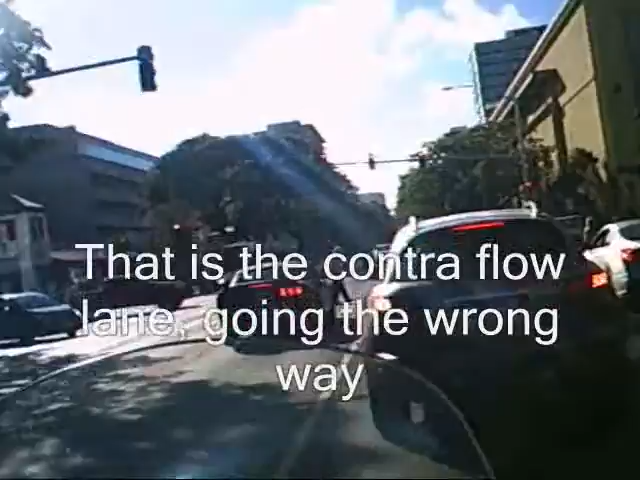 That is the contra flow
lane, going the wrong
way